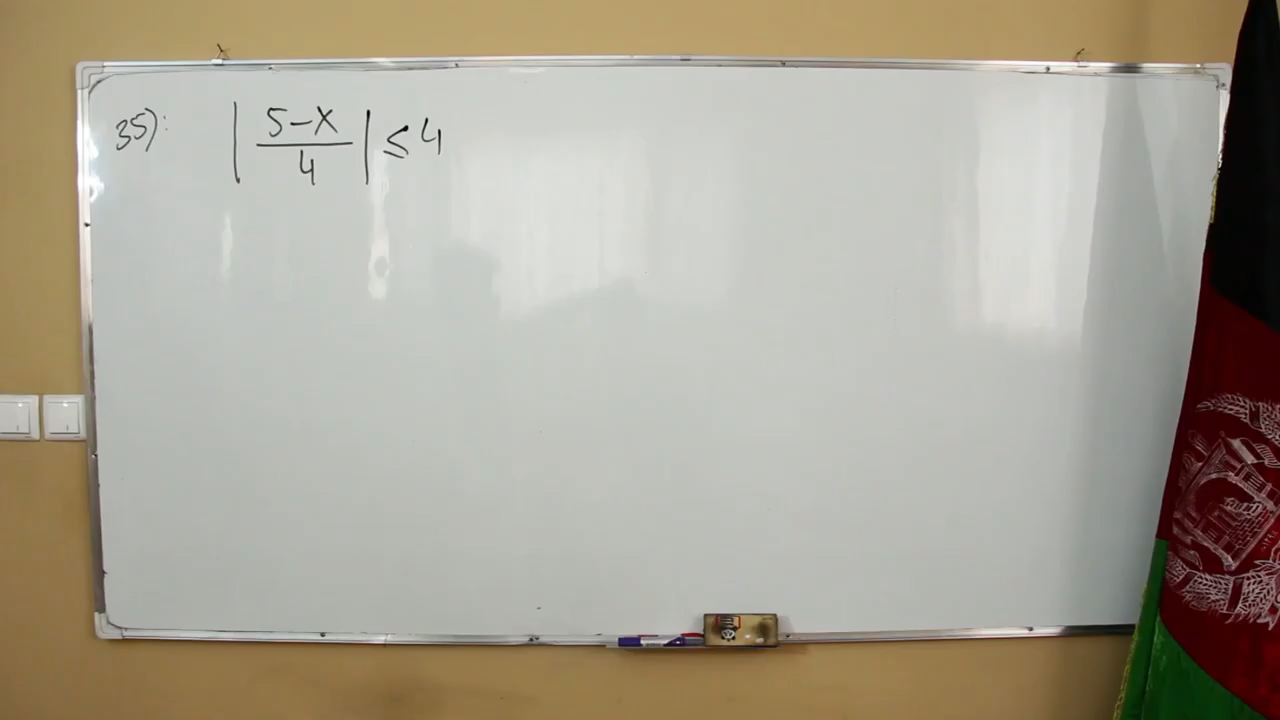 35): | 5-x / 4 | ≤ 4